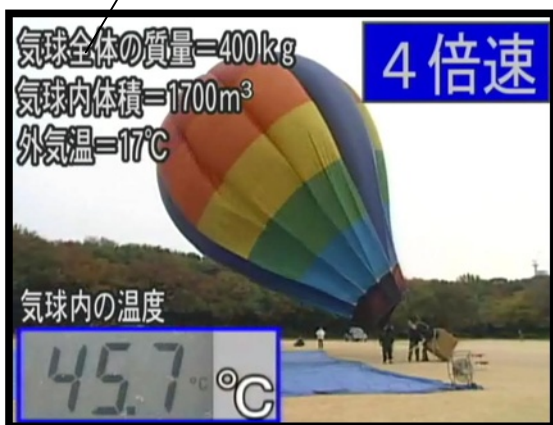 気球全体の質量＝400kg
気球内体積＝1700m³
外気温＝17℃
4倍速
気球内の温度
45.7 ℃ ℃